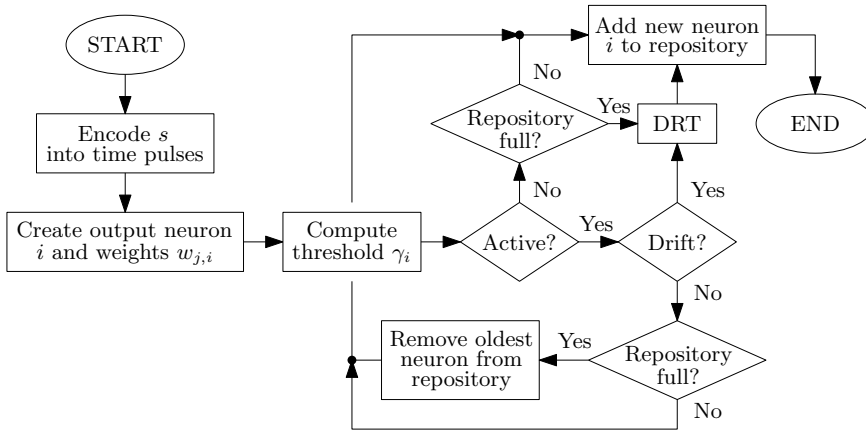 START
Encode s
into time pulses
Create output neuron
i and weights w_{j,i}
Compute
threshold γ_i
Active?
No
Yes
Repository
full?
No
Yes
DRT
Add new neuron
i to repository
END
Drift?
Yes
No
Repository
full?
Yes
No
Remove oldest
neuron from
repository